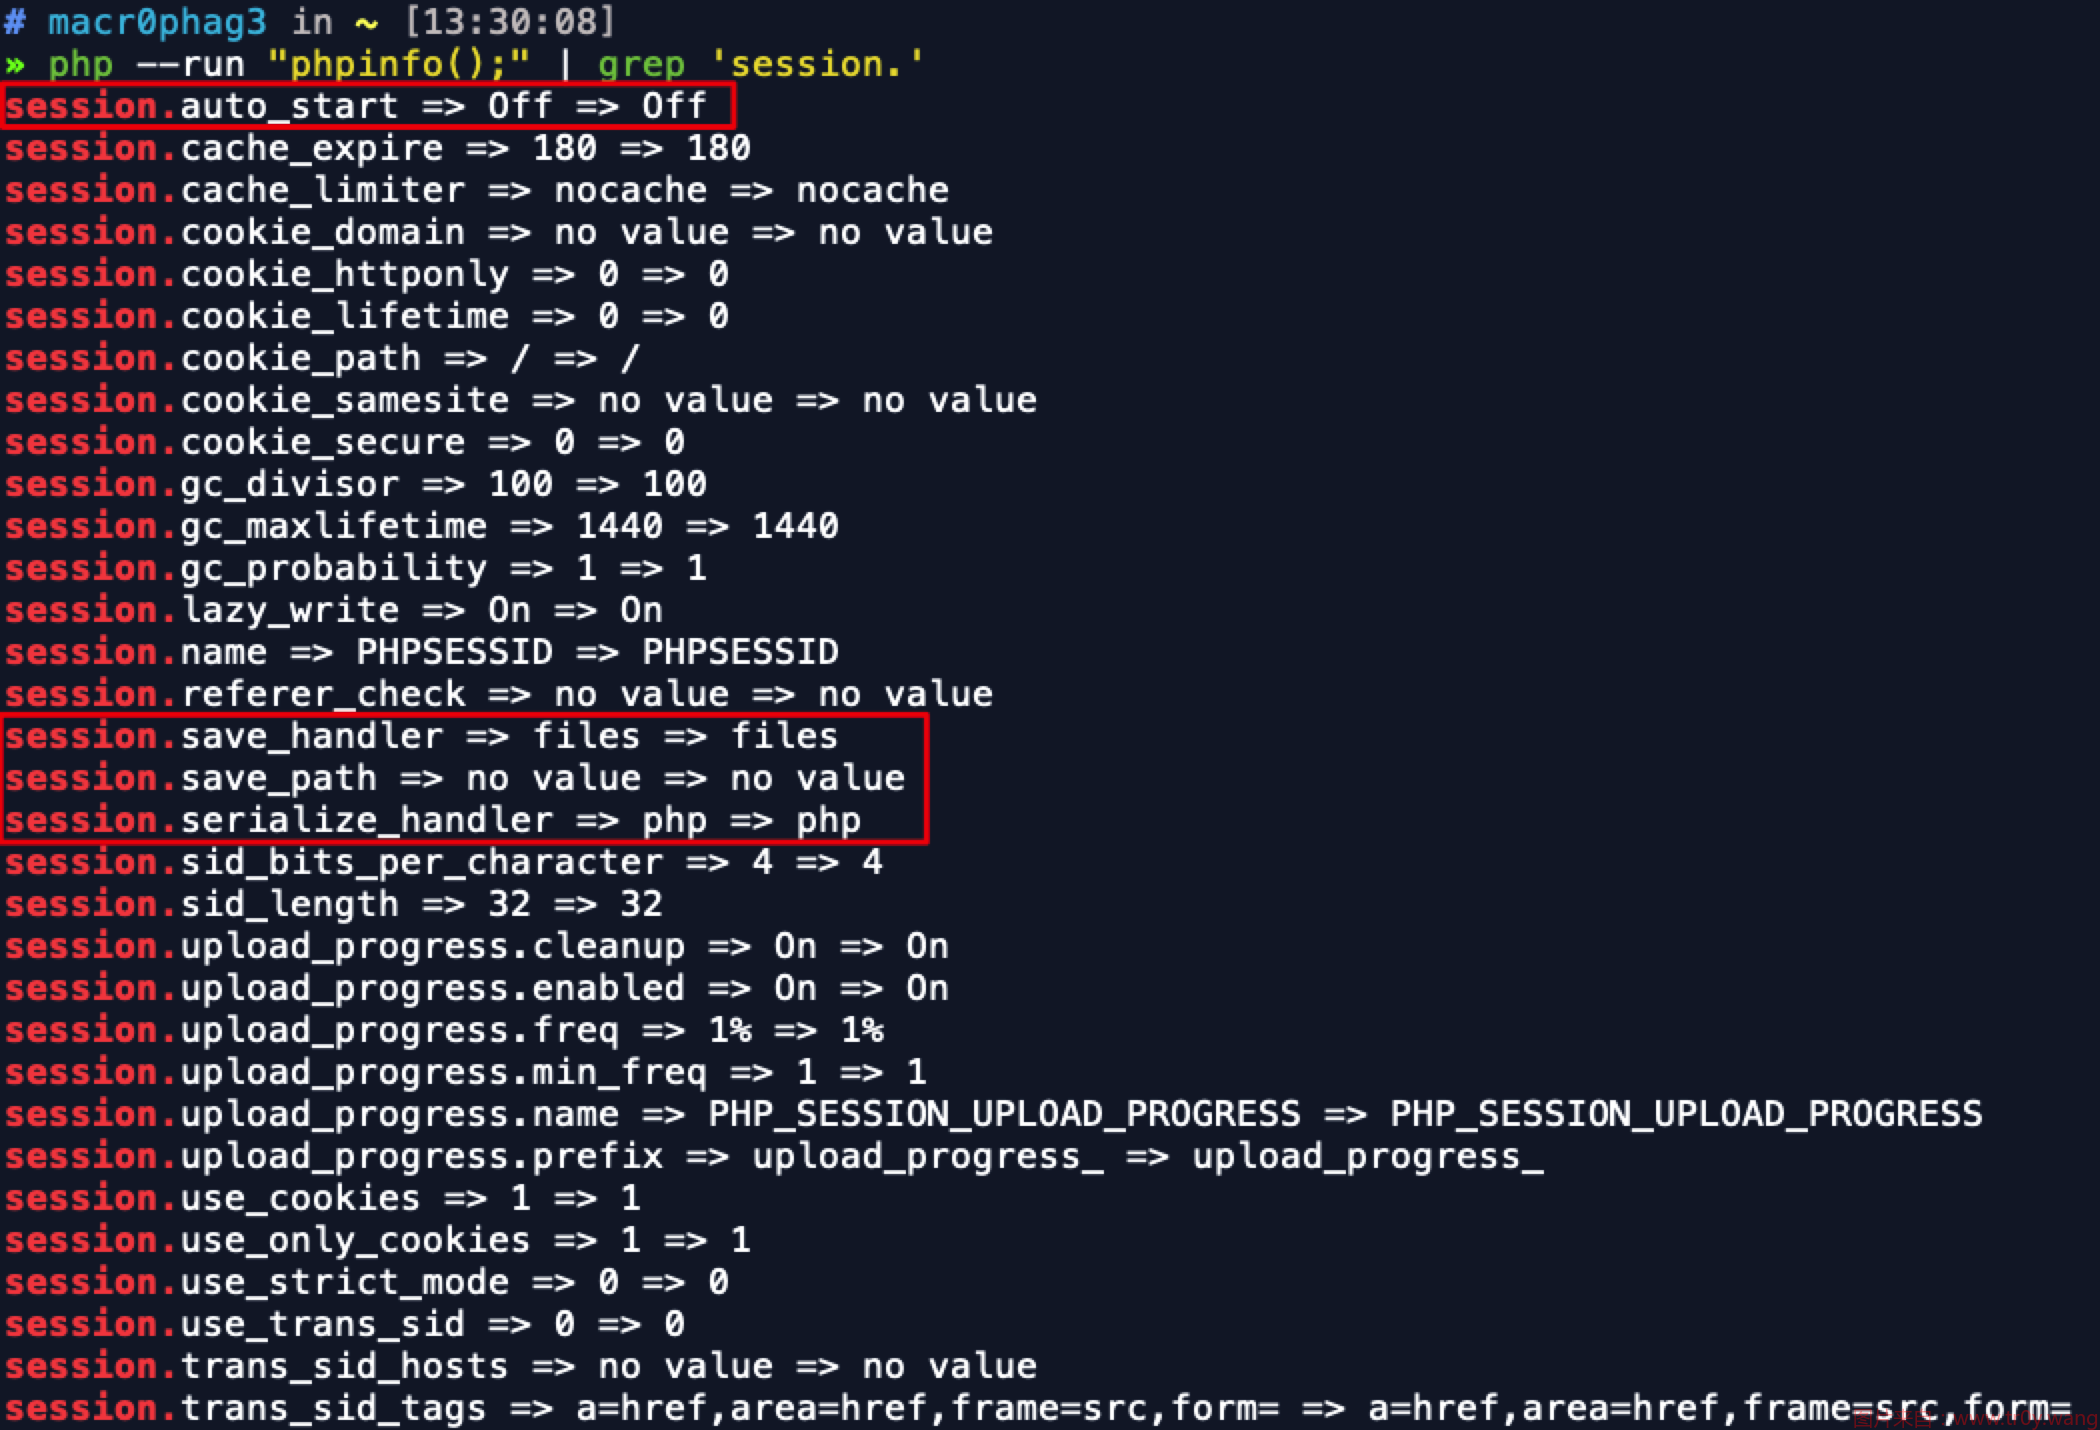 # macr0phag3 in ~ [13:30:08]
» php --run "phpinfo();" | grep 'session.'
session.auto_start => Off => Off
session.cache_expire => 180 => 180
session.cache_limiter => nocache => nocache
session.cookie_domain => no value => no value
session.cookie_httponly => 0 => 0
session.cookie_lifetime => 0 => 0
session.cookie_path => / => /
session.cookie_samesite => no value => no value
session.cookie_secure => 0 => 0
session.gc_divisor => 100 => 100
session.gc_maxlifetime => 1440 => 1440
session.gc_probability => 1 => 1
session.lazy_write => On => On
session.name => PHPSESSID => PHPSESSID
session.referer_check => no value => no value
session.save_handler => files => files
session.save_path => no value => no value
session.serialize_handler => php => php
session.sid_bits_per_character => 4 => 4
session.sid_length => 32 => 32
session.upload_progress.cleanup => On => On
session.upload_progress.enabled => On => On
session.upload_progress.freq => 1% => 1%
session.upload_progress.min_freq => 1 => 1
session.upload_progress.name => PHP_SESSION_UPLOAD_PROGRESS => PHP_SESSION_UPLOAD_PROGRESS
session.upload_progress.prefix => upload_progress_ => upload_progress_
session.use_cookies => 1 => 1
session.use_only_cookies => 1 => 1
session.use_strict_mode => 0 => 0
session.use_trans_sid => 0 => 0
session.trans_sid_hosts => no value => no value
session.trans_sid_tags => a=href,area=href,frame=src,form= => a=href,area=href,frame=src,form=
图片来自：www.tr0y.wang